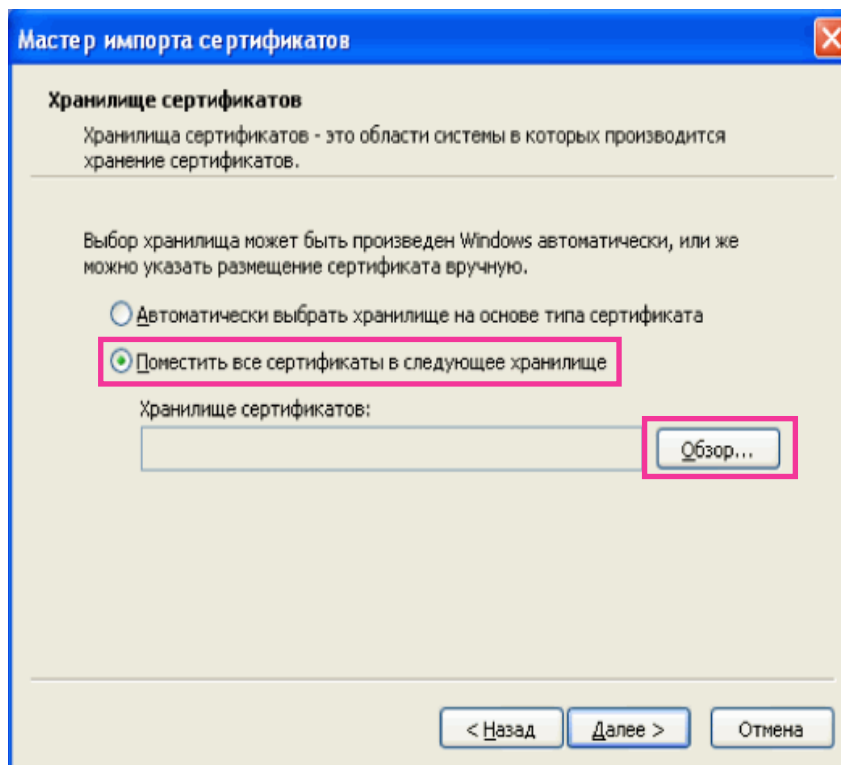 Мастер импорта сертификатов
Хранилище сертификатов
Хранилища сертификатов - это области системы в которых производится
хранение сертификатов.
Выбор хранилища может быть произведен Windows автоматически, или же
можно указать размещение сертификата вручную.
Автоматически выбрать хранилище на основе типа сертификата
Поместить все сертификаты в следующее хранилище
Хранилище сертификатов:
Обзор...
< Назад
Далее >
Отмена